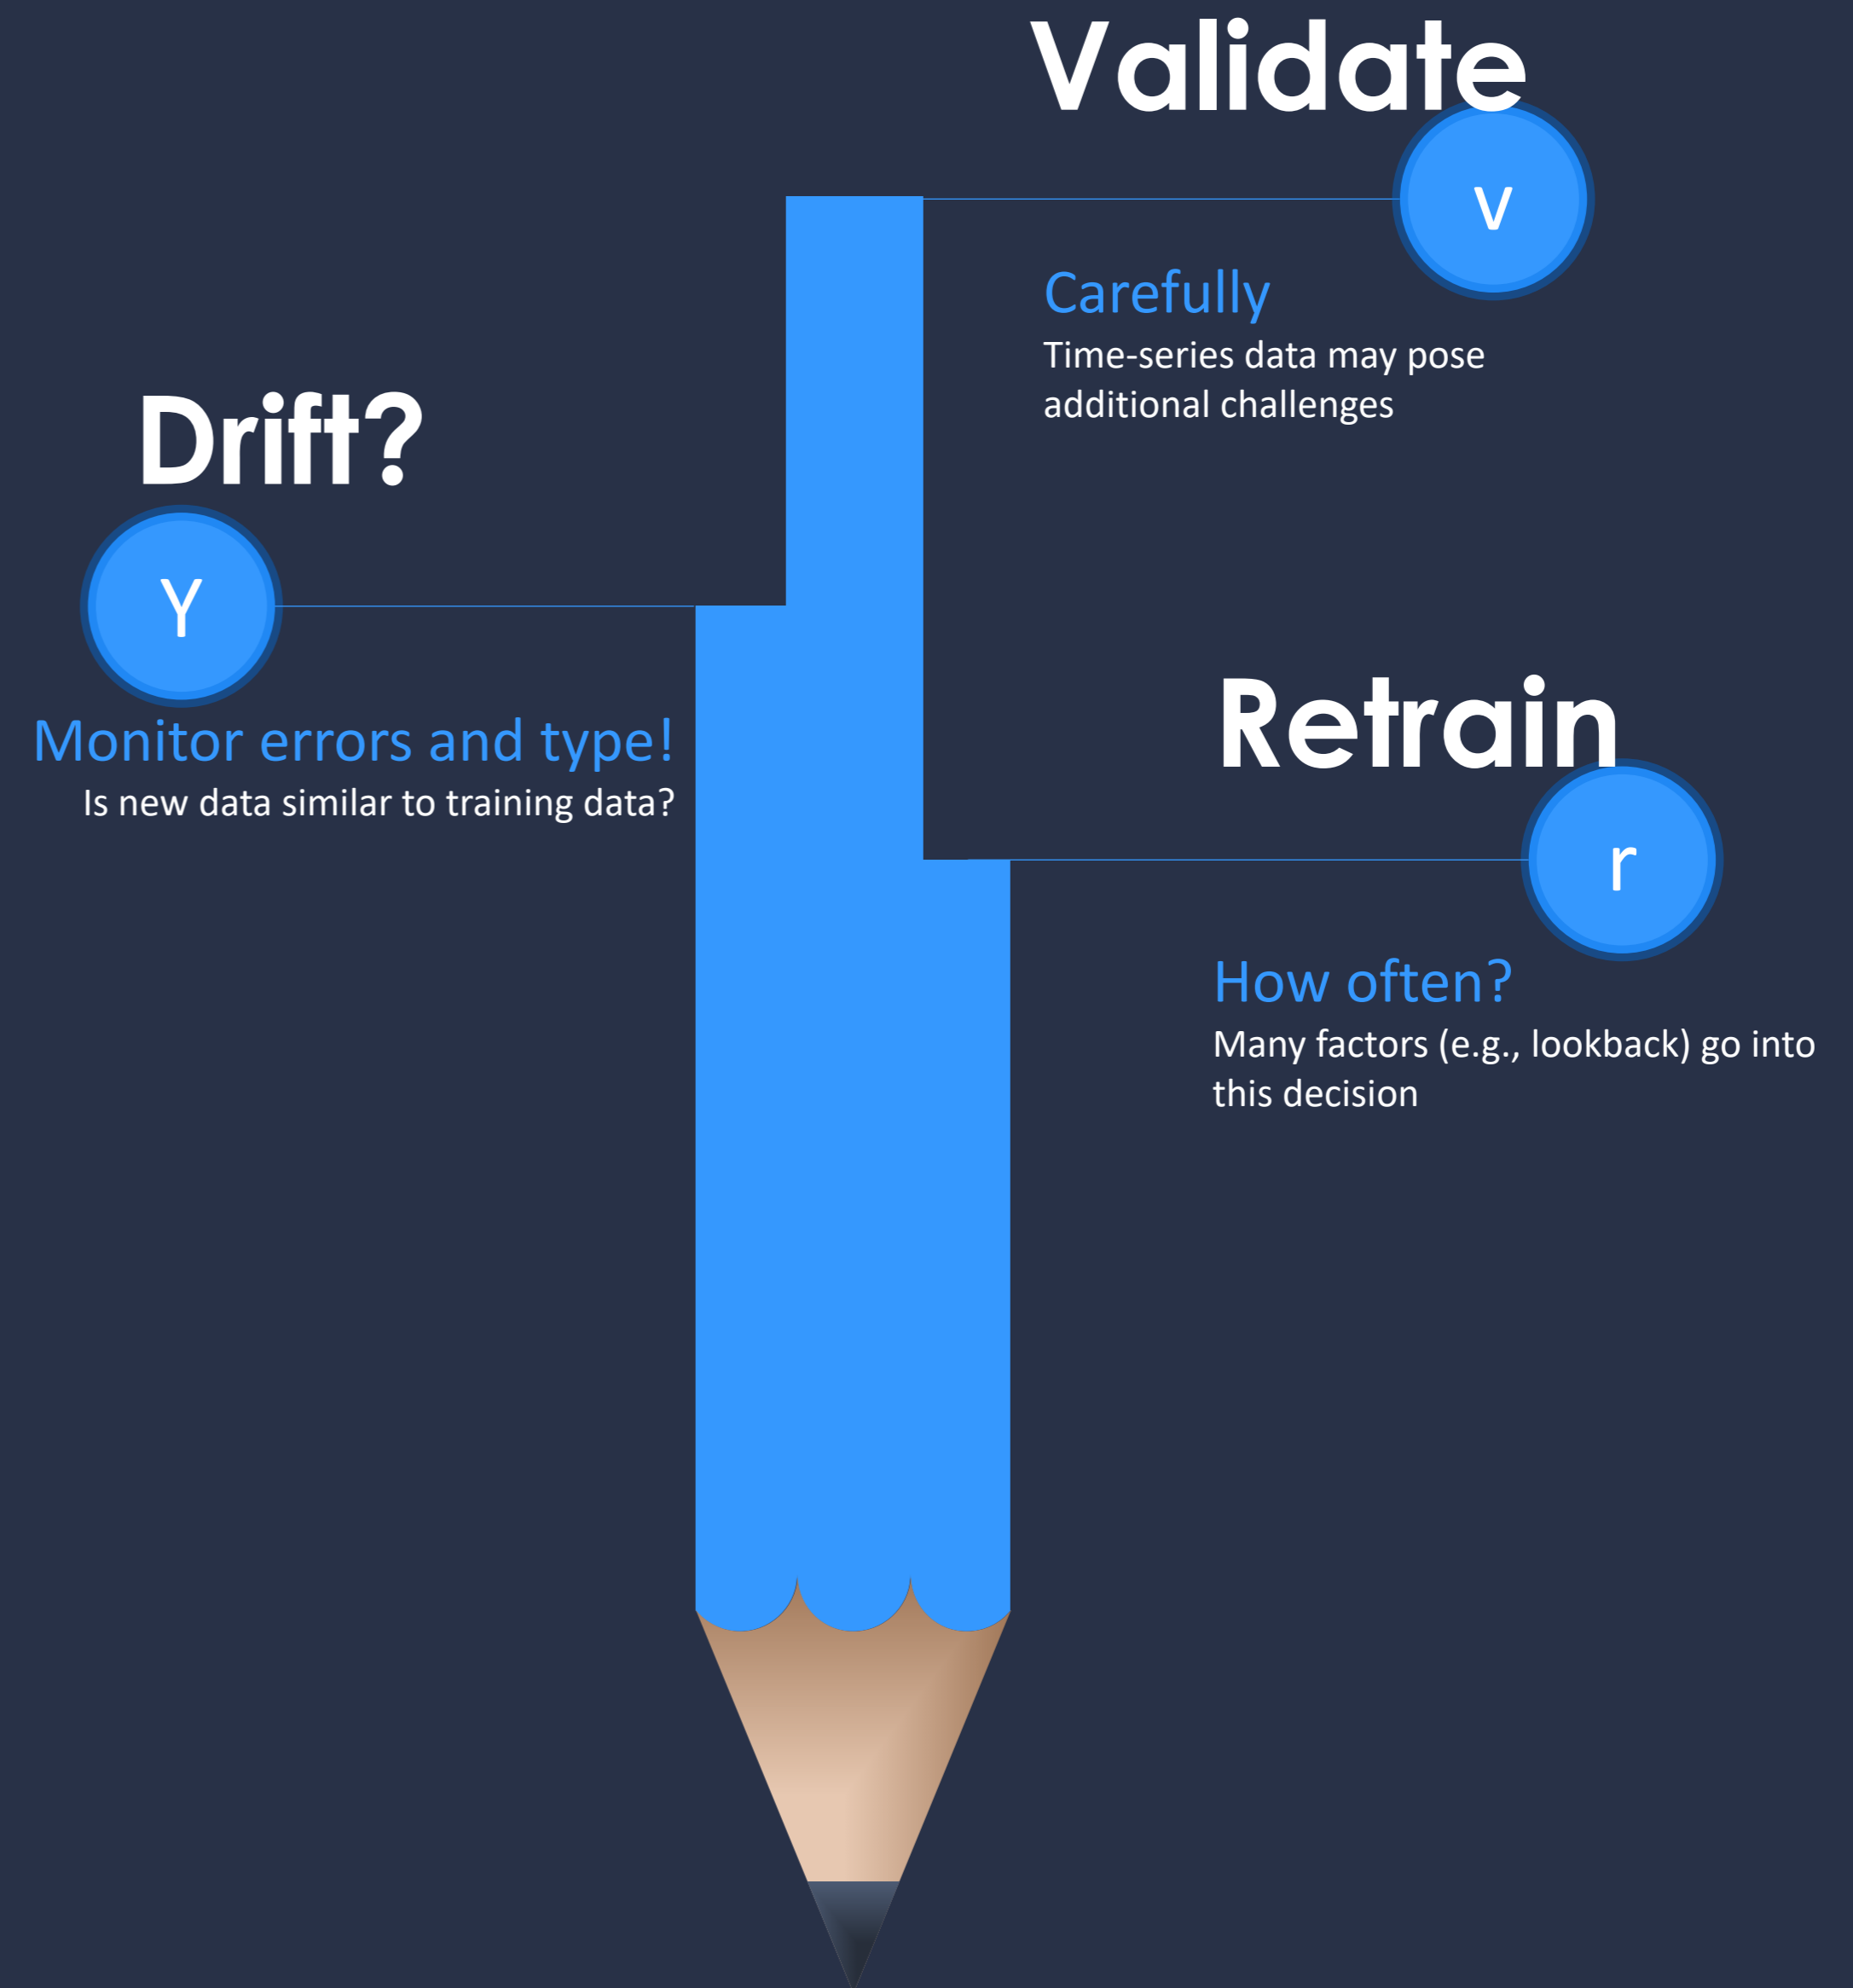 Validate
v
Carefully
Time-series data may pose
additional challenges
Drift?
Y
Monitor errors and type!
Is new data similar to training data?
Retrain
r
How often?
Many factors (e.g., lookback) go into
this decision